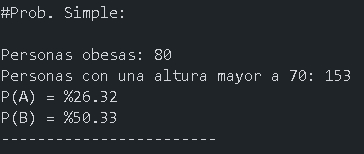 #Prob. Simple:
Personas obesas: 80
Personas con una altura mayor a 70: 153
P(A) = %26.32
P(B) = %50.33
------------------------